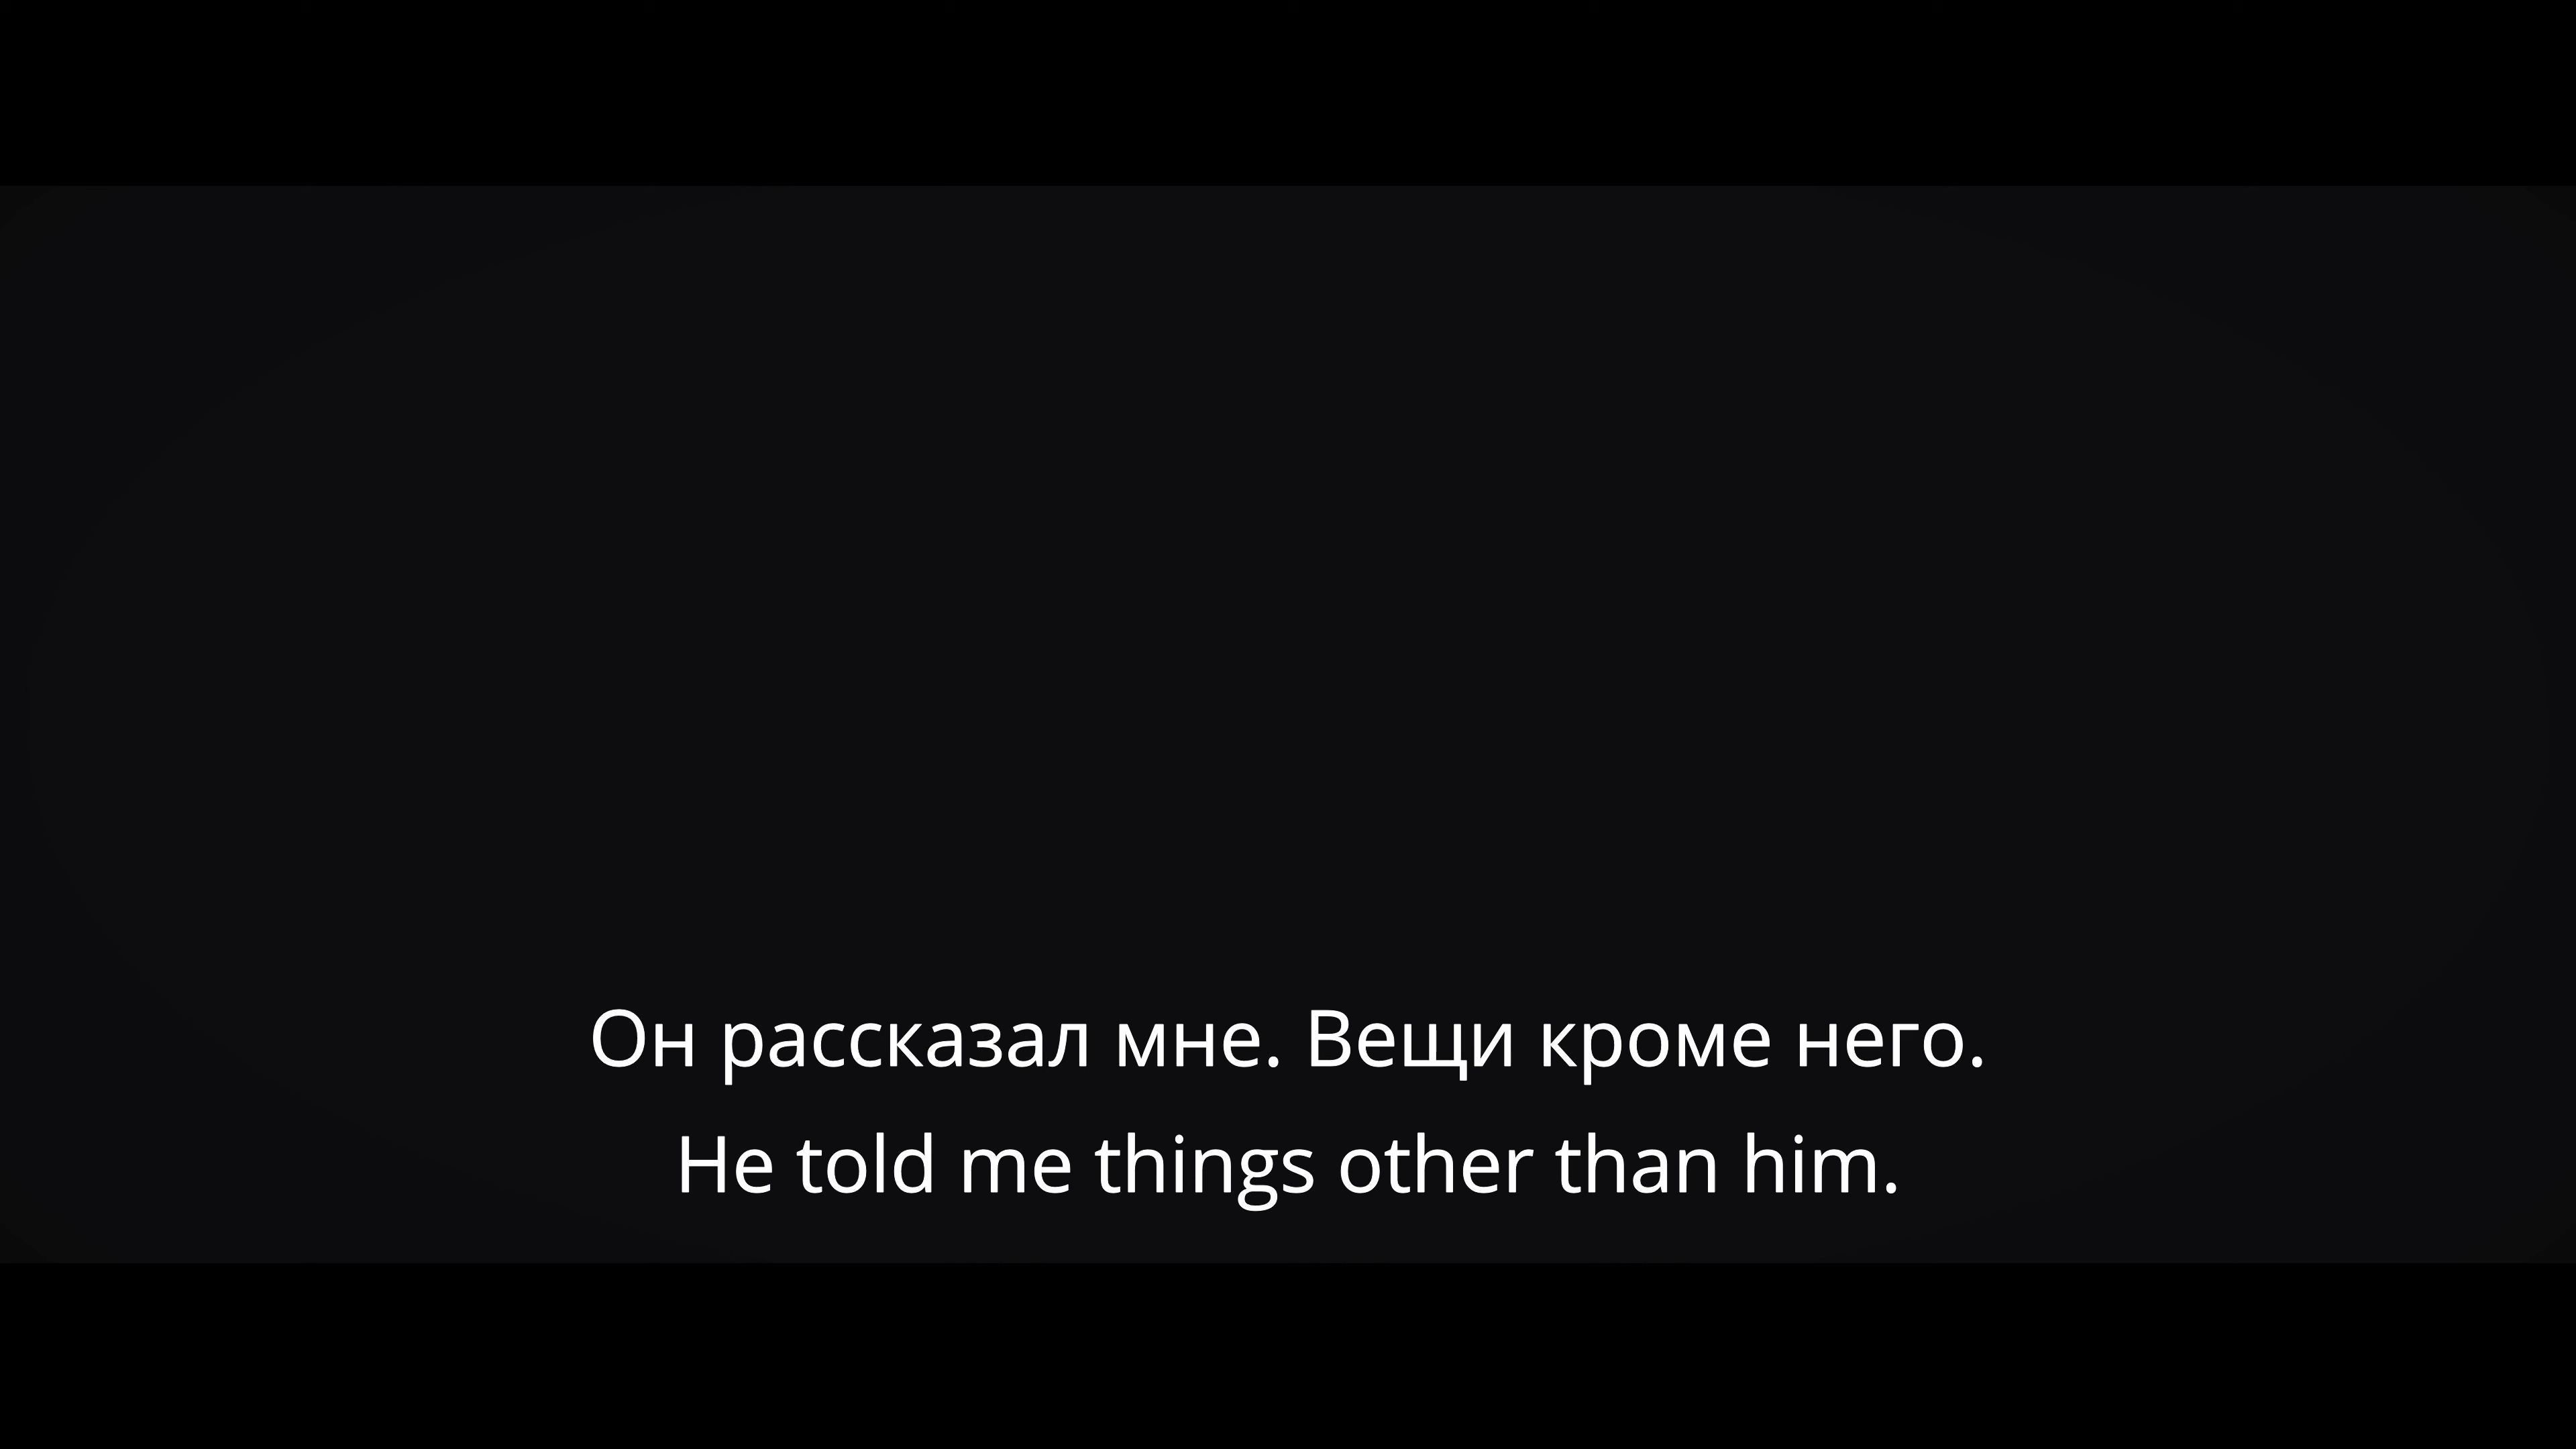 Он рассказал мне. Вещи кроме него.
He told me things other than him.